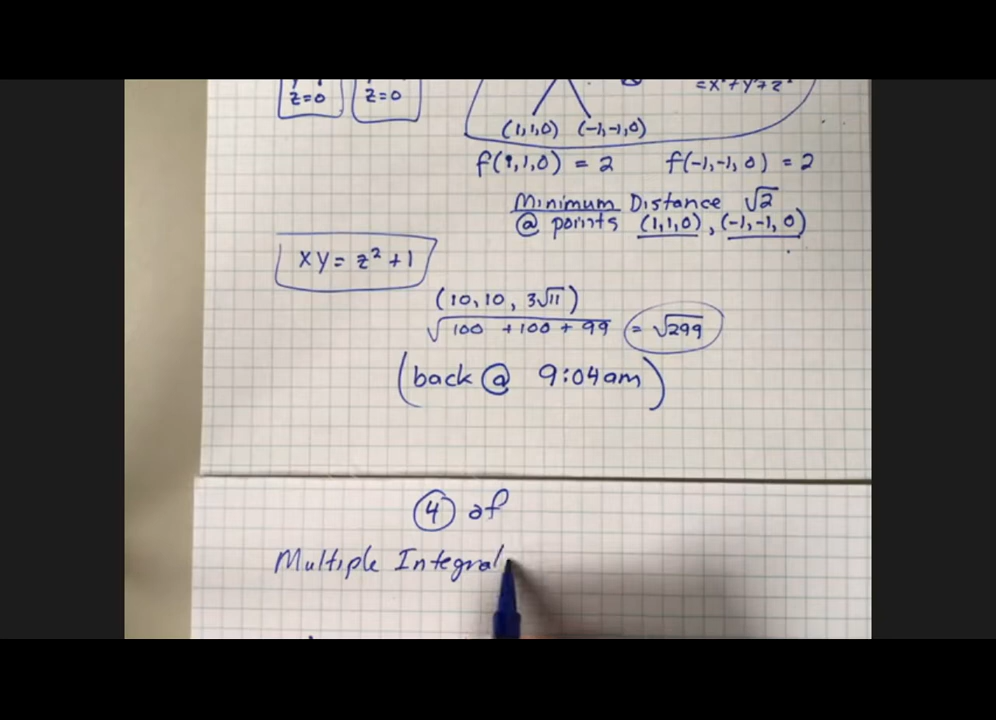 z=0 z=0
=x²+y²+z²
(1,1,0) (-1,-1,0)
f(1,1,0) = 2 f(-1,-1,0) = 2
Minimum Distance √2
@ points (1,1,0), (-1,-1,0)
xy = z² + 1
(10, 10, 3√11)
√100 + 100 + 99 = √299
(back @ 9:04am)
4 of
Multiple Integral